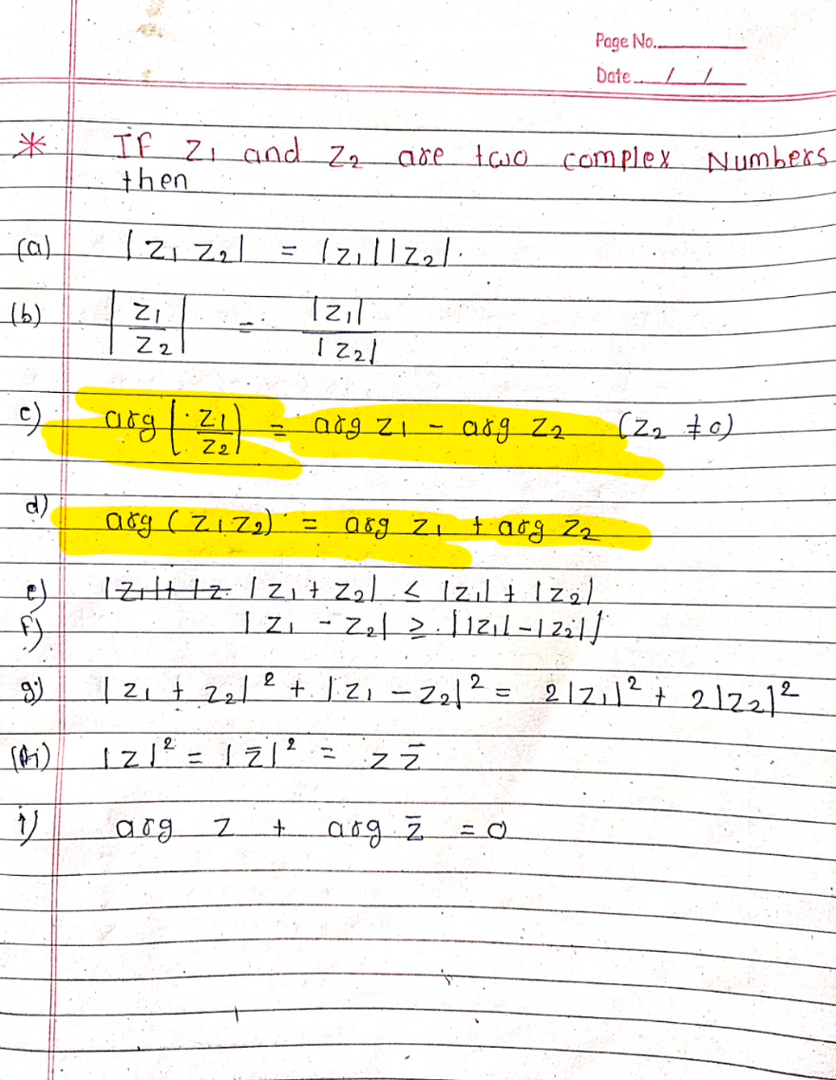 Page No.
Date / /
* If z₁ and z₂ are two complex Numbers
then
(a) |z₁ z₂| = |z₁||z₂|.
(b) |z₁/z₂| = |z₁|/|z₂|
c) arg(z₁/z₂) = arg z₁ - arg z₂ (z₂ ≠ 0)
d) arg(z₁z₂) = arg z₁ + arg z₂
e) |z₁ + z₂| ≤ |z₁| + |z₂|
f) |z₁ - z₂| ≥ ||z₁| - |z₂||
g) |z₁ + z₂|² + |z₁ - z₂|² = 2|z₁|² + 2|z₂|²
|z|² = |z̄|² = z z̄
i) arg z + arg z̄ = 0